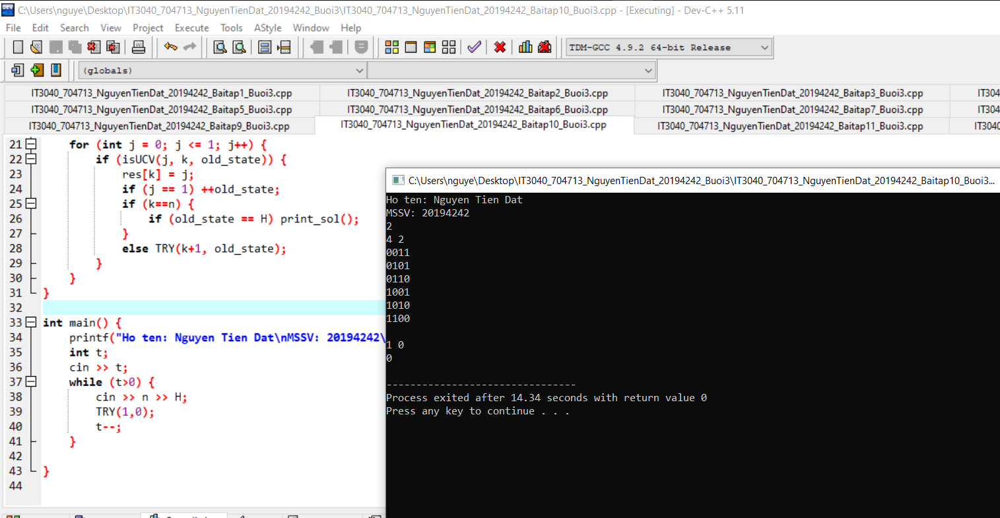 C:\Users\nguye\Desktop\IT3040_704713_NguyenTienDat_20194242_Buoi3\IT3040_704713_NguyenTienDat_20194242_Baitap10_Buoi3.cpp - [Executing] - Dev-C++ 5.11
File Edit Search View Project Execute Tools AStyle Window Help
TDM-GCC 4.9.2 64-bit Release
(globals)
IT3040_704713_NguyenTienDat_20194242_Baitap1_Buoi3.cpp IT3040_704713_NguyenTienDat_20194242_Baitap2_Buoi3.cpp IT3040_704713_NguyenTienDat_20194242_Baitap3_Buoi3.cpp IT304
IT3040_704713_NguyenTienDat_20194242_Baitap5_Buoi3.cpp IT3040_704713_NguyenTienDat_20194242_Baitap6_Buoi3.cpp IT3040_704713_NguyenTienDat_20194242_Baitap7_Buoi3.cpp IT304
IT3040_704713_NguyenTienDat_20194242_Baitap9_Buoi3.cpp IT3040_704713_NguyenTienDat_20194242_Baitap10_Buoi3.cpp IT3040_704713_NguyenTienDat_20194242_Baitap11_Buoi3.cpp IT3040
21 for (int j = 0; j <= 1; j++) {
22 if (isUCV(j, k, old_state)) {
23 res[k] = j;
24 if (j == 1) ++old_state;
25 if (k==n) {
26 if (old_state == H) print_sol();
27 }
28 else TRY(k+1, old_state);
29 }
30 }
31 }
32
33 int main() {
34 printf("Ho ten: Nguyen Tien Dat\nMSSV: 20194242\
35 int t;
36 cin >> t;
37 while (t>0) {
38 cin >> n >> H;
39 TRY(1,0);
40 t--;
41 }
42
43 }
44
C:\Users\nguye\Desktop\IT3040_704713_NguyenTienDat_20194242_Buoi3\IT3040_704713_NguyenTienDat_20194242_Baitap10_Buoi3...
Ho ten: Nguyen Tien Dat
MSSV: 20194242
2
4 2
0011
0101
0110
1001
1010
1100
1 0
0
--------------------------------
Process exited after 14.34 seconds with return value 0
Press any key to continue . . .